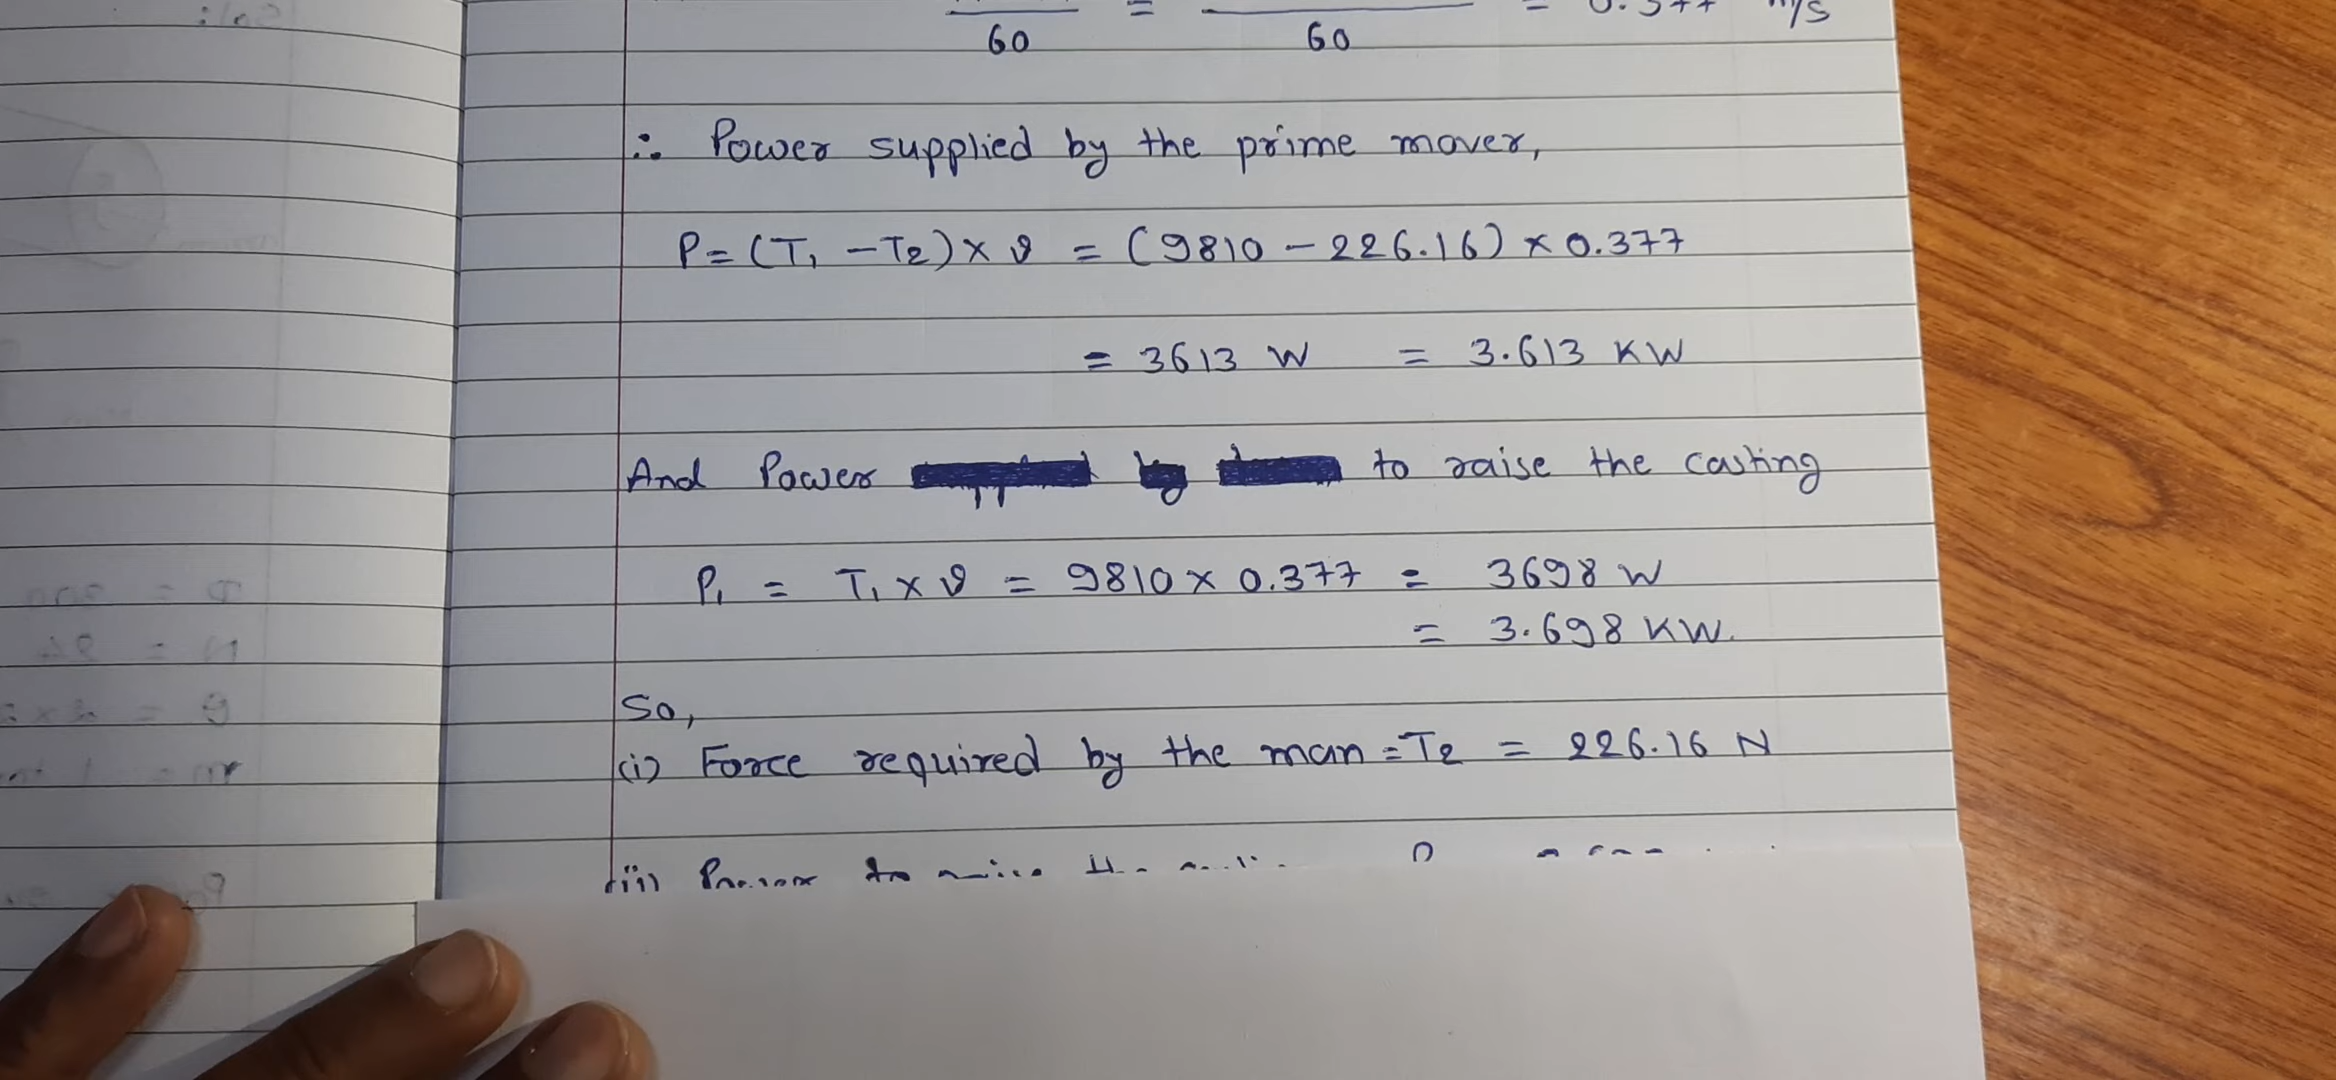 60 = 60 = m/s
∴ Power supplied by the prime mover,
P = (T₁ - T₂) × v = (9810 - 226.16) × 0.377
= 3613 W = 3.613 KW
And Power by to raise the casting
P₁ = T₁ × v = 9810 × 0.377 = 3698 W
= 3.698 KW.
So,
(i) Force required by the man = T₂ = 226.16 N